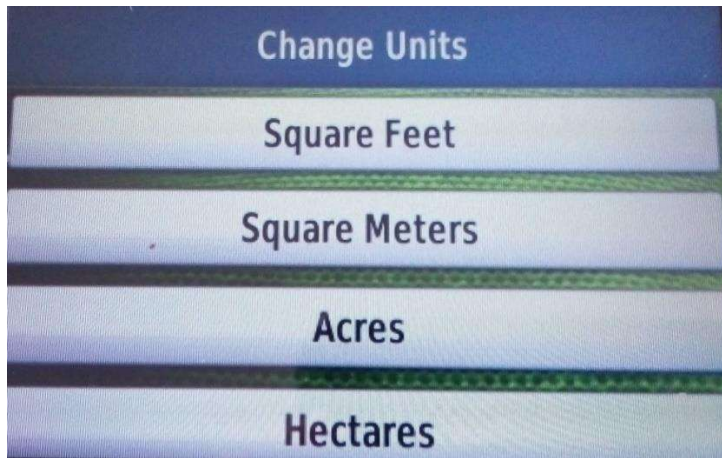 Change Units
Square Feet
Square Meters
Acres
Hectares